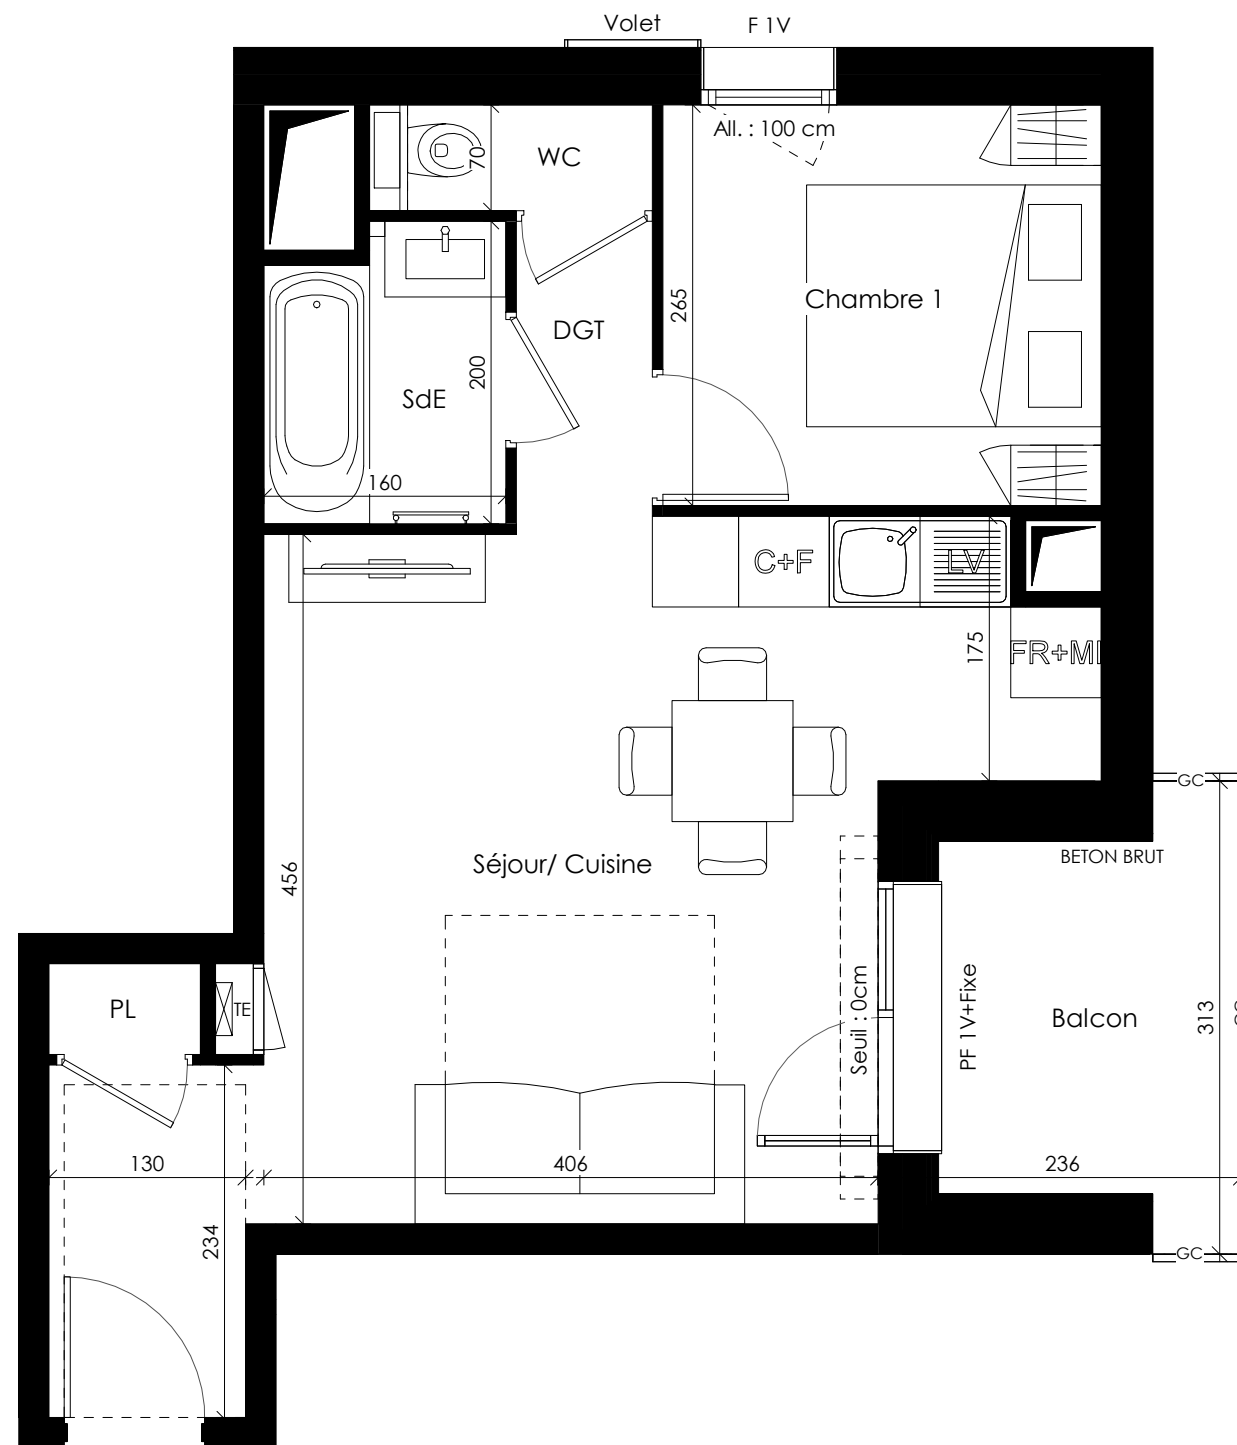 Volet
F 1V
All. : 100 cm
WC
70
Chambre 1
265
DGT
200
SdE
160
C+F
LV
175
FR+MI
GC
BETON BRUT
Séjour/ Cuisine
456
PL
TE
Seuil : 0cm
PF 1V+Fixe
Balcon
313
130
406
236
234
GC